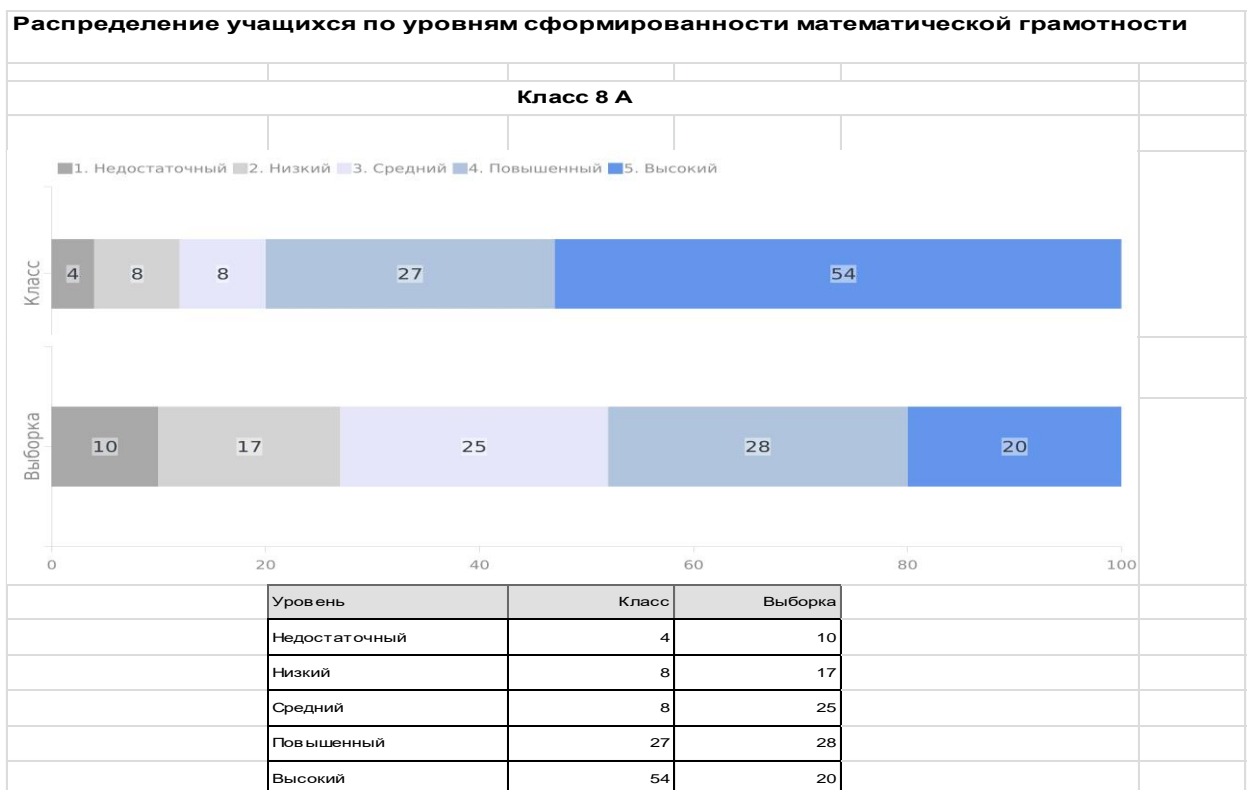 Распределение учащихся по уровням сформированности математической грамотности
Класс 8 А
1. Недостаточный 2. Низкий 3. Средний 4. Повышенный 5. Высокий
Класс
4 8 8 27 54
Выборка
10 17 25 28 20
0 20 40 60 80 100
Уровень Класс Выборка
Недостаточный 4 10
Низкий 8 17
Средний 8 25
Повышенный 27 28
Высокий 54 20